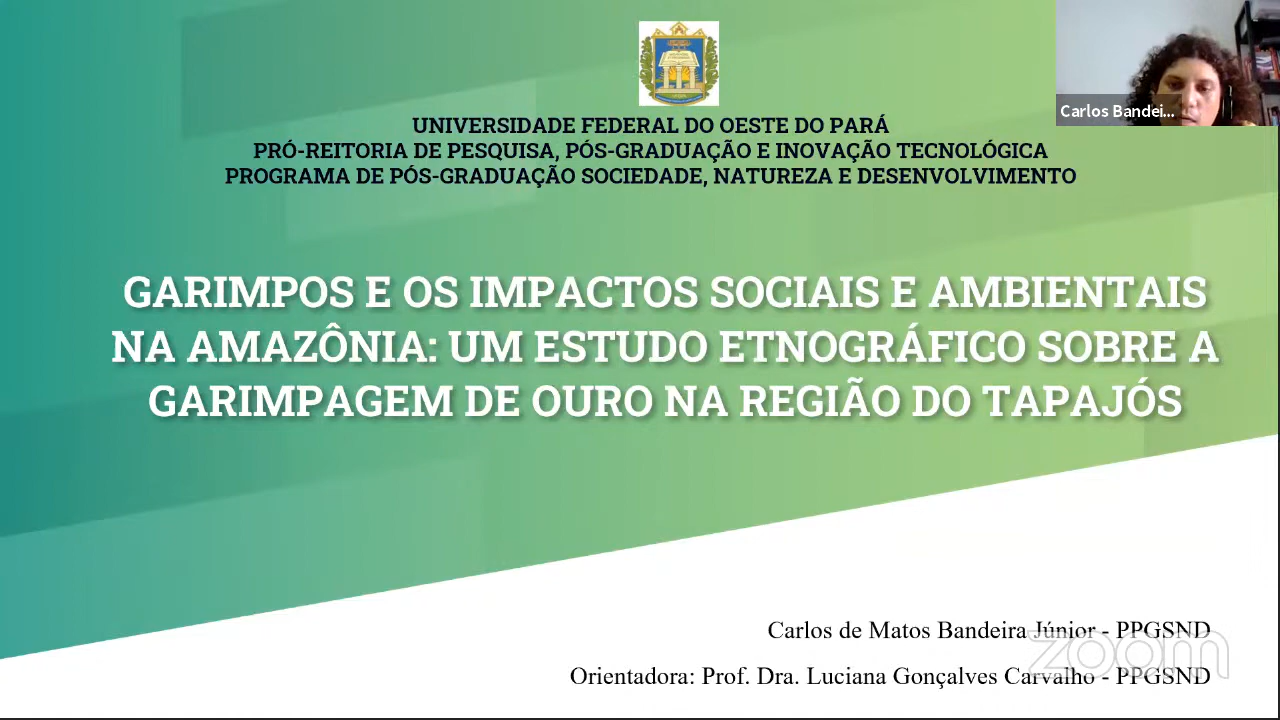 UNIVERSIDADE FEDERAL DO OESTE DO PARÁ
PRÓ-REITORIA DE PESQUISA, PÓS-GRADUAÇÃO E INOVAÇÃO TECNOLÓGICA
PROGRAMA DE PÓS-GRADUAÇÃO SOCIEDADE, NATUREZA E DESENVOLVIMENTO
Carlos Bandei...
GARIMPOS E OS IMPACTOS SOCIAIS E AMBIENTAIS
NA AMAZÔNIA: UM ESTUDO ETNOGRÁFICO SOBRE A
GARIMPAGEM DE OURO NA REGIÃO DO TAPAJÓS
Carlos de Matos Bandeira Júnior - PPGSND
Orientadora: Prof. Dra. Luciana Gonçalves Carvalho - PPGSND
zoom